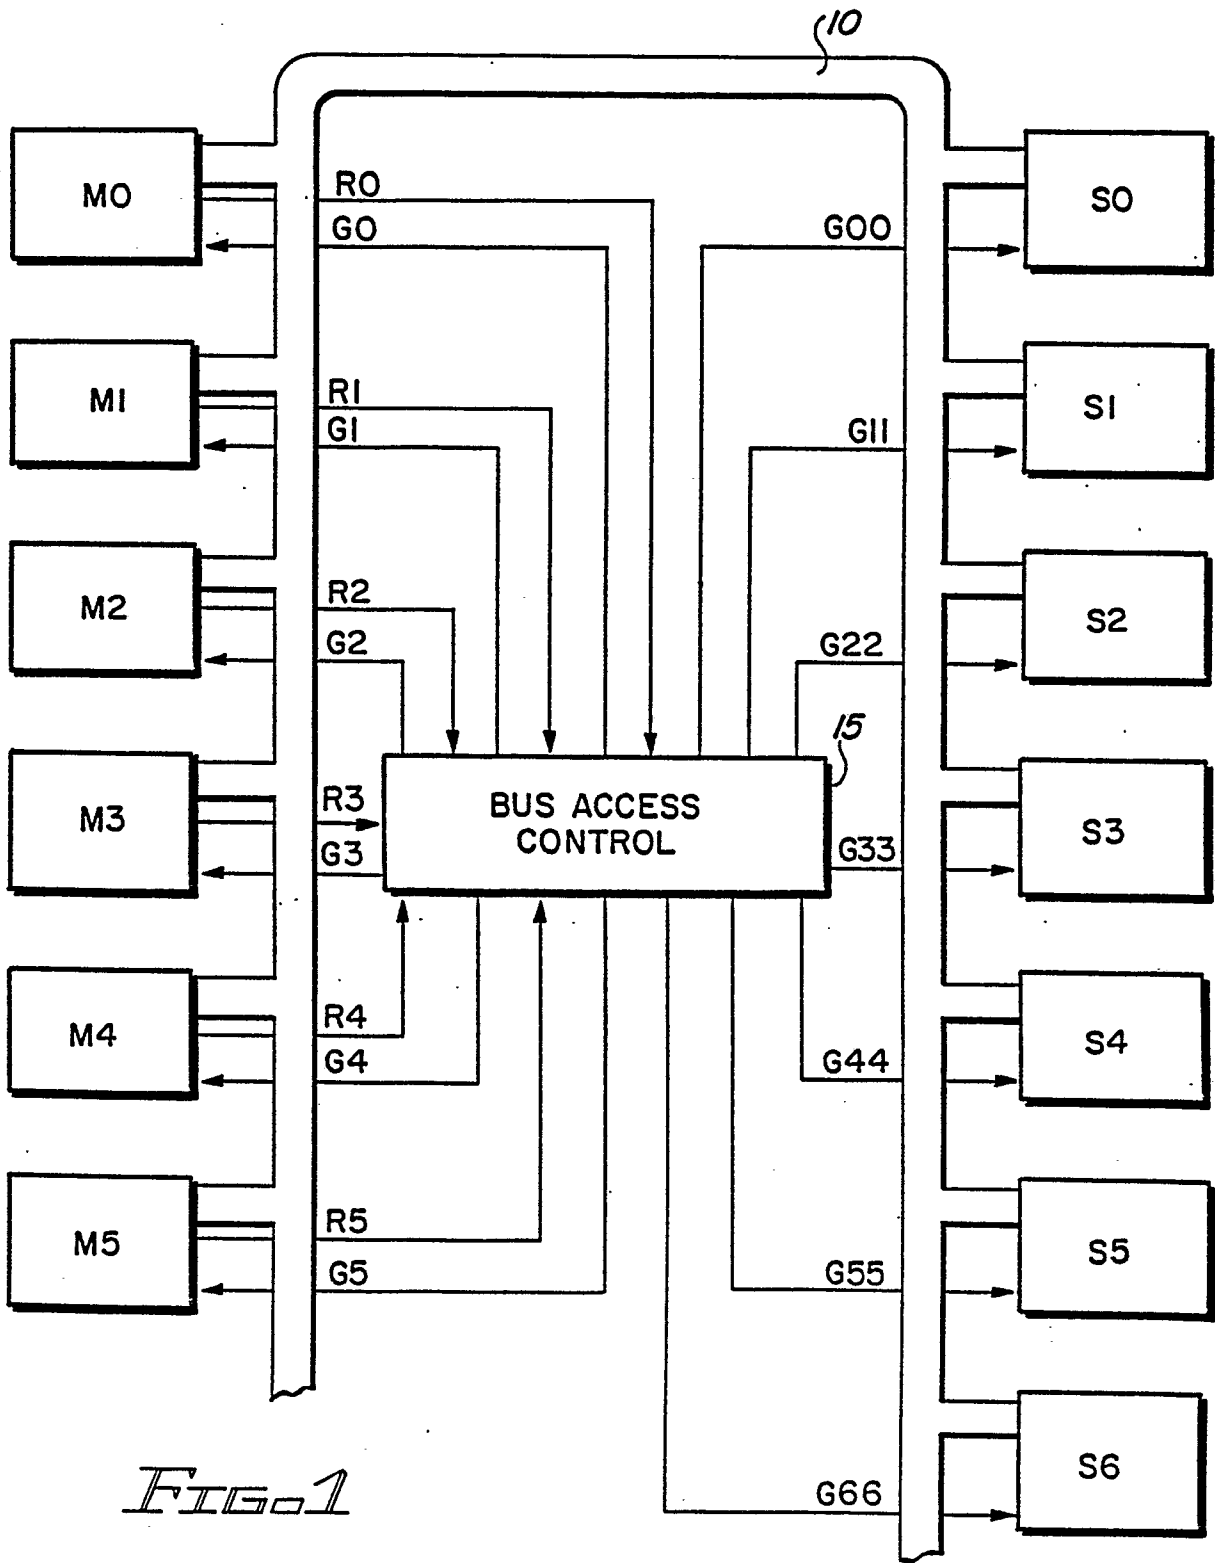 10
M0
R0
G0
G00
S0
M1
R1
G1
G11
S1
M2
R2
G2
G22
S2
15
M3
R3
G3
BUS ACCESS
CONTROL
G33
S3
M4
R4
G4
G44
S4
M5
R5
G5
G55
S5
G66
S6
FIG. 1